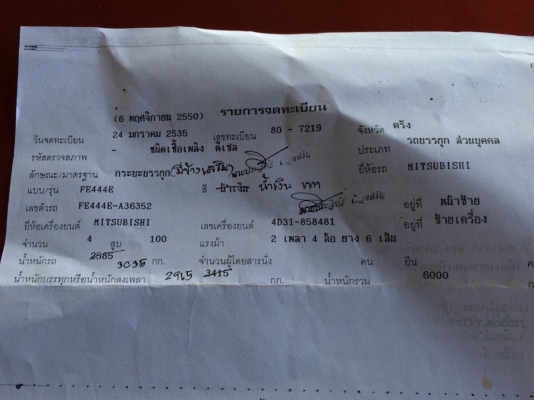 (6 พฤศจิกายน 2550) รายการจดทะเบียน
วันจดทะเบียน 24 มกราคม 2535 เลขทะเบียน 80 - 7219 จังหวัด ตรัง
รหัสตรวจสภาพ - ชนิดเชื้อเพลิง ดีเซล ประเภท รถบรรทุก ส่วนบุคคล
ลักษณะ/มาตรฐาน กระบะบรรทุก ยี่ห้อรถ MITSUBISHI
แบบ/รุ่น FE444E สี น้ำเงิน เทา
เลขตัวรถ FE444E-A36352 อยู่ที่ หน้าซ้าย
ยี่ห้อเครื่องยนต์ MITSUBISHI เลขเครื่องยนต์ 4D31-858481 อยู่ที่ ซ้ายเครื่อง
จำนวน 4 สูบ 100 แรงม้า 2 เพลา 4 ล้อ ยาง 6 เส้น
น้ำหนักรถ 2585 3035 กก. จำนวนผู้โดยสารนั่ง คน ยืน
น้ำหนักบรรทุกหรือน้ำหนักลงเพลา 2965 3415 กก. น้ำหนักรวม 6000